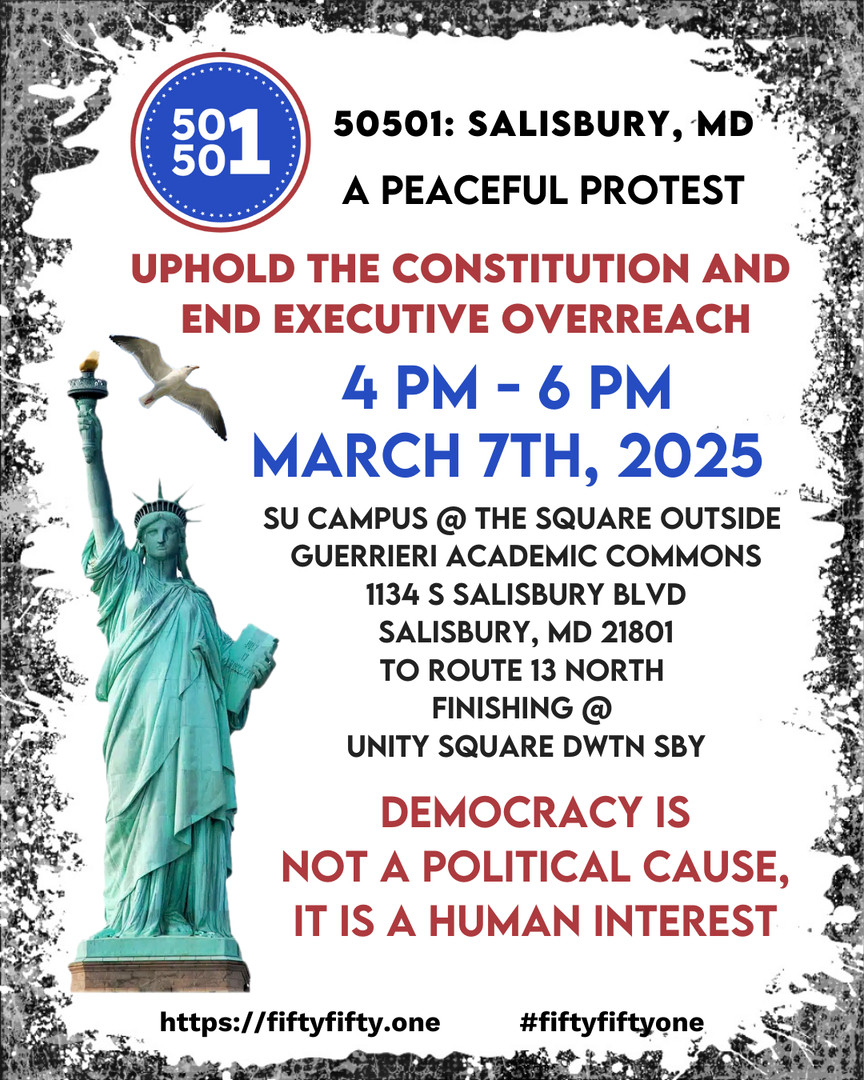 50
501
50501: SALISBURY, MD
A PEACEFUL PROTEST
UPHOLD THE CONSTITUTION AND
END EXECUTIVE OVERREACH
4 PM - 6 PM
MARCH 7TH, 2025
SU CAMPUS @ THE SQUARE OUTSIDE
GUERRIERI ACADEMIC COMMONS
1134 S SALISBURY BLVD
SALISBURY, MD 21801
TO ROUTE 13 NORTH
FINISHING @
UNITY SQUARE DWTN SBY
DEMOCRACY IS
NOT A POLITICAL CAUSE,
IT IS A HUMAN INTEREST
https://fiftyfifty.one
#fiftyfiftyone